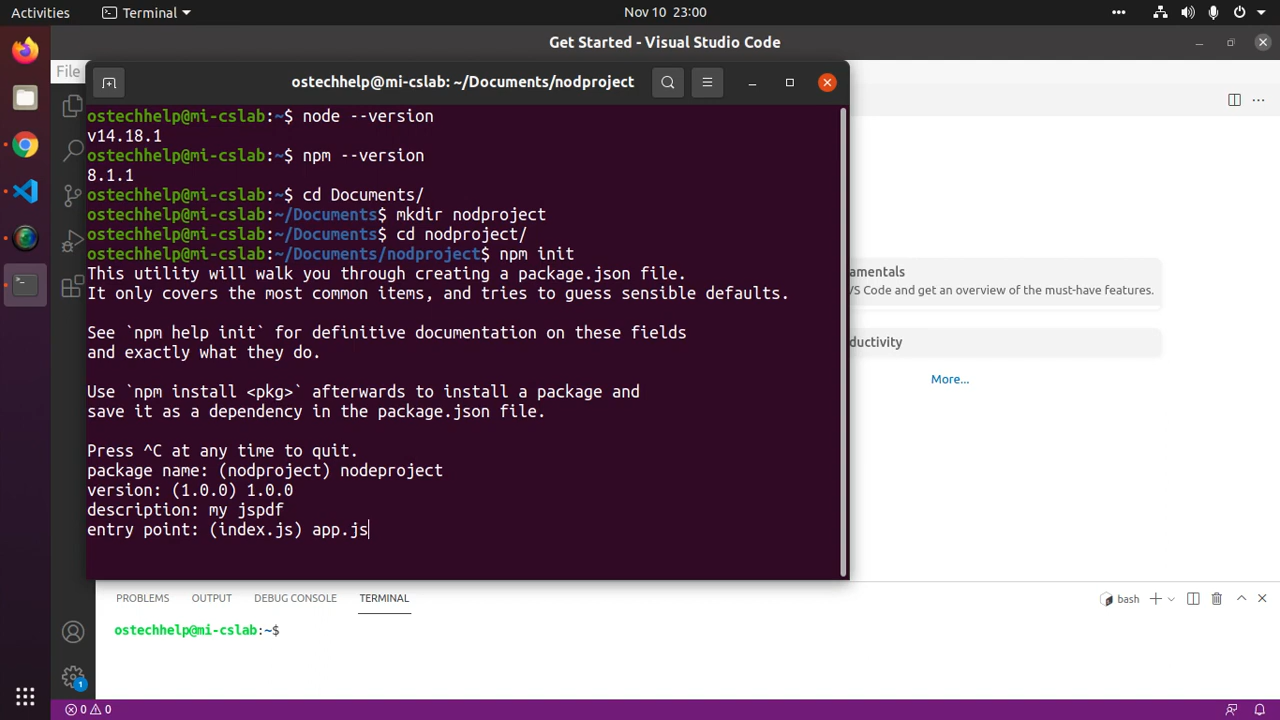 Activities
Terminal
Nov 10 23:00
Get Started - Visual Studio Code
File
ostechhelp@mi-cslab: ~/Documents/nodproject
ostechhelp@mi-cslab:~$ node --version
v14.18.1
ostechhelp@mi-cslab:~$ npm --version
8.1.1
ostechhelp@mi-cslab:~$ cd Documents/
ostechhelp@mi-cslab:~/Documents$ mkdir nodproject
ostechhelp@mi-cslab:~/Documents$ cd nodproject/
ostechhelp@mi-cslab:~/Documents/nodproject$ npm init
This utility will walk you through creating a package.json file.
It only covers the most common items, and tries to guess sensible defaults.
See `npm help init` for definitive documentation on these fields
and exactly what they do.
Use `npm install <pkg>` afterwards to install a package and
save it as a dependency in the package.json file.
Press ^C at any time to quit.
package name: (nodproject) nodeproject
version: (1.0.0) 1.0.0
description: my jspdf
entry point: (index.js) app.js
amentals
VS Code and get an overview of the must-have features.
ductivity
More...
PROBLEMS OUTPUT DEBUG CONSOLE TERMINAL
bash
ostechhelp@mi-cslab:~$
1
0 0